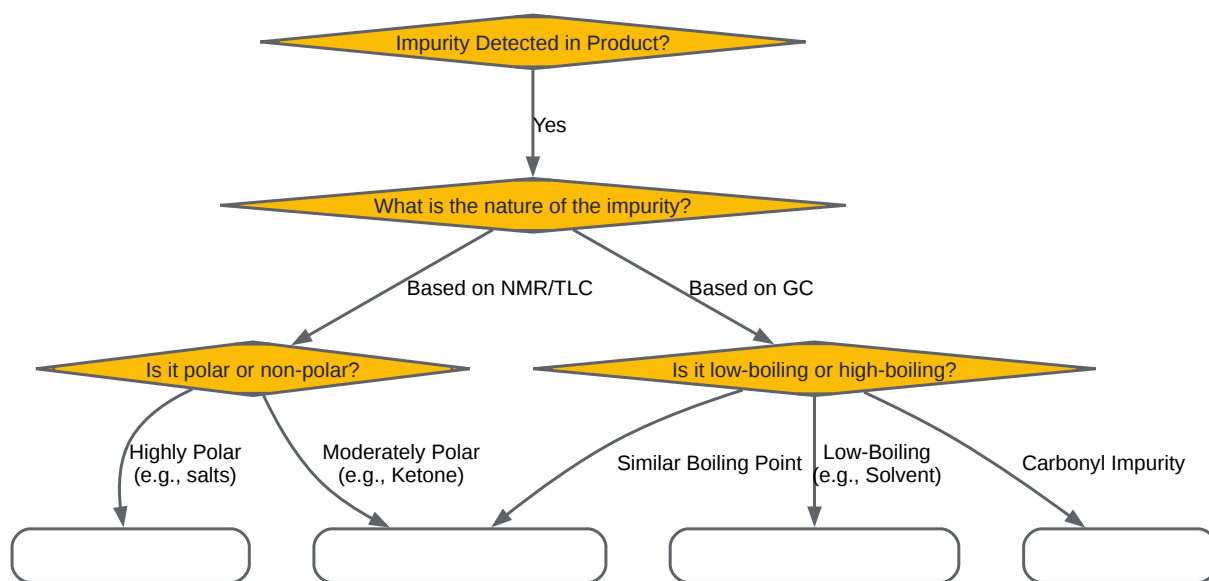 Impurity Detected in Product?
Yes
What is the nature of the impurity?
Based on NMR/TLC
Based on GC
Is it polar or non-polar?
Is it low-boiling or high-boiling?
Highly Polar
(e.g., salts)
Moderately Polar
(e.g., Ketone)
Similar Boiling Point
Low-Boiling
(e.g., Solvent)
Carbonyl Impurity